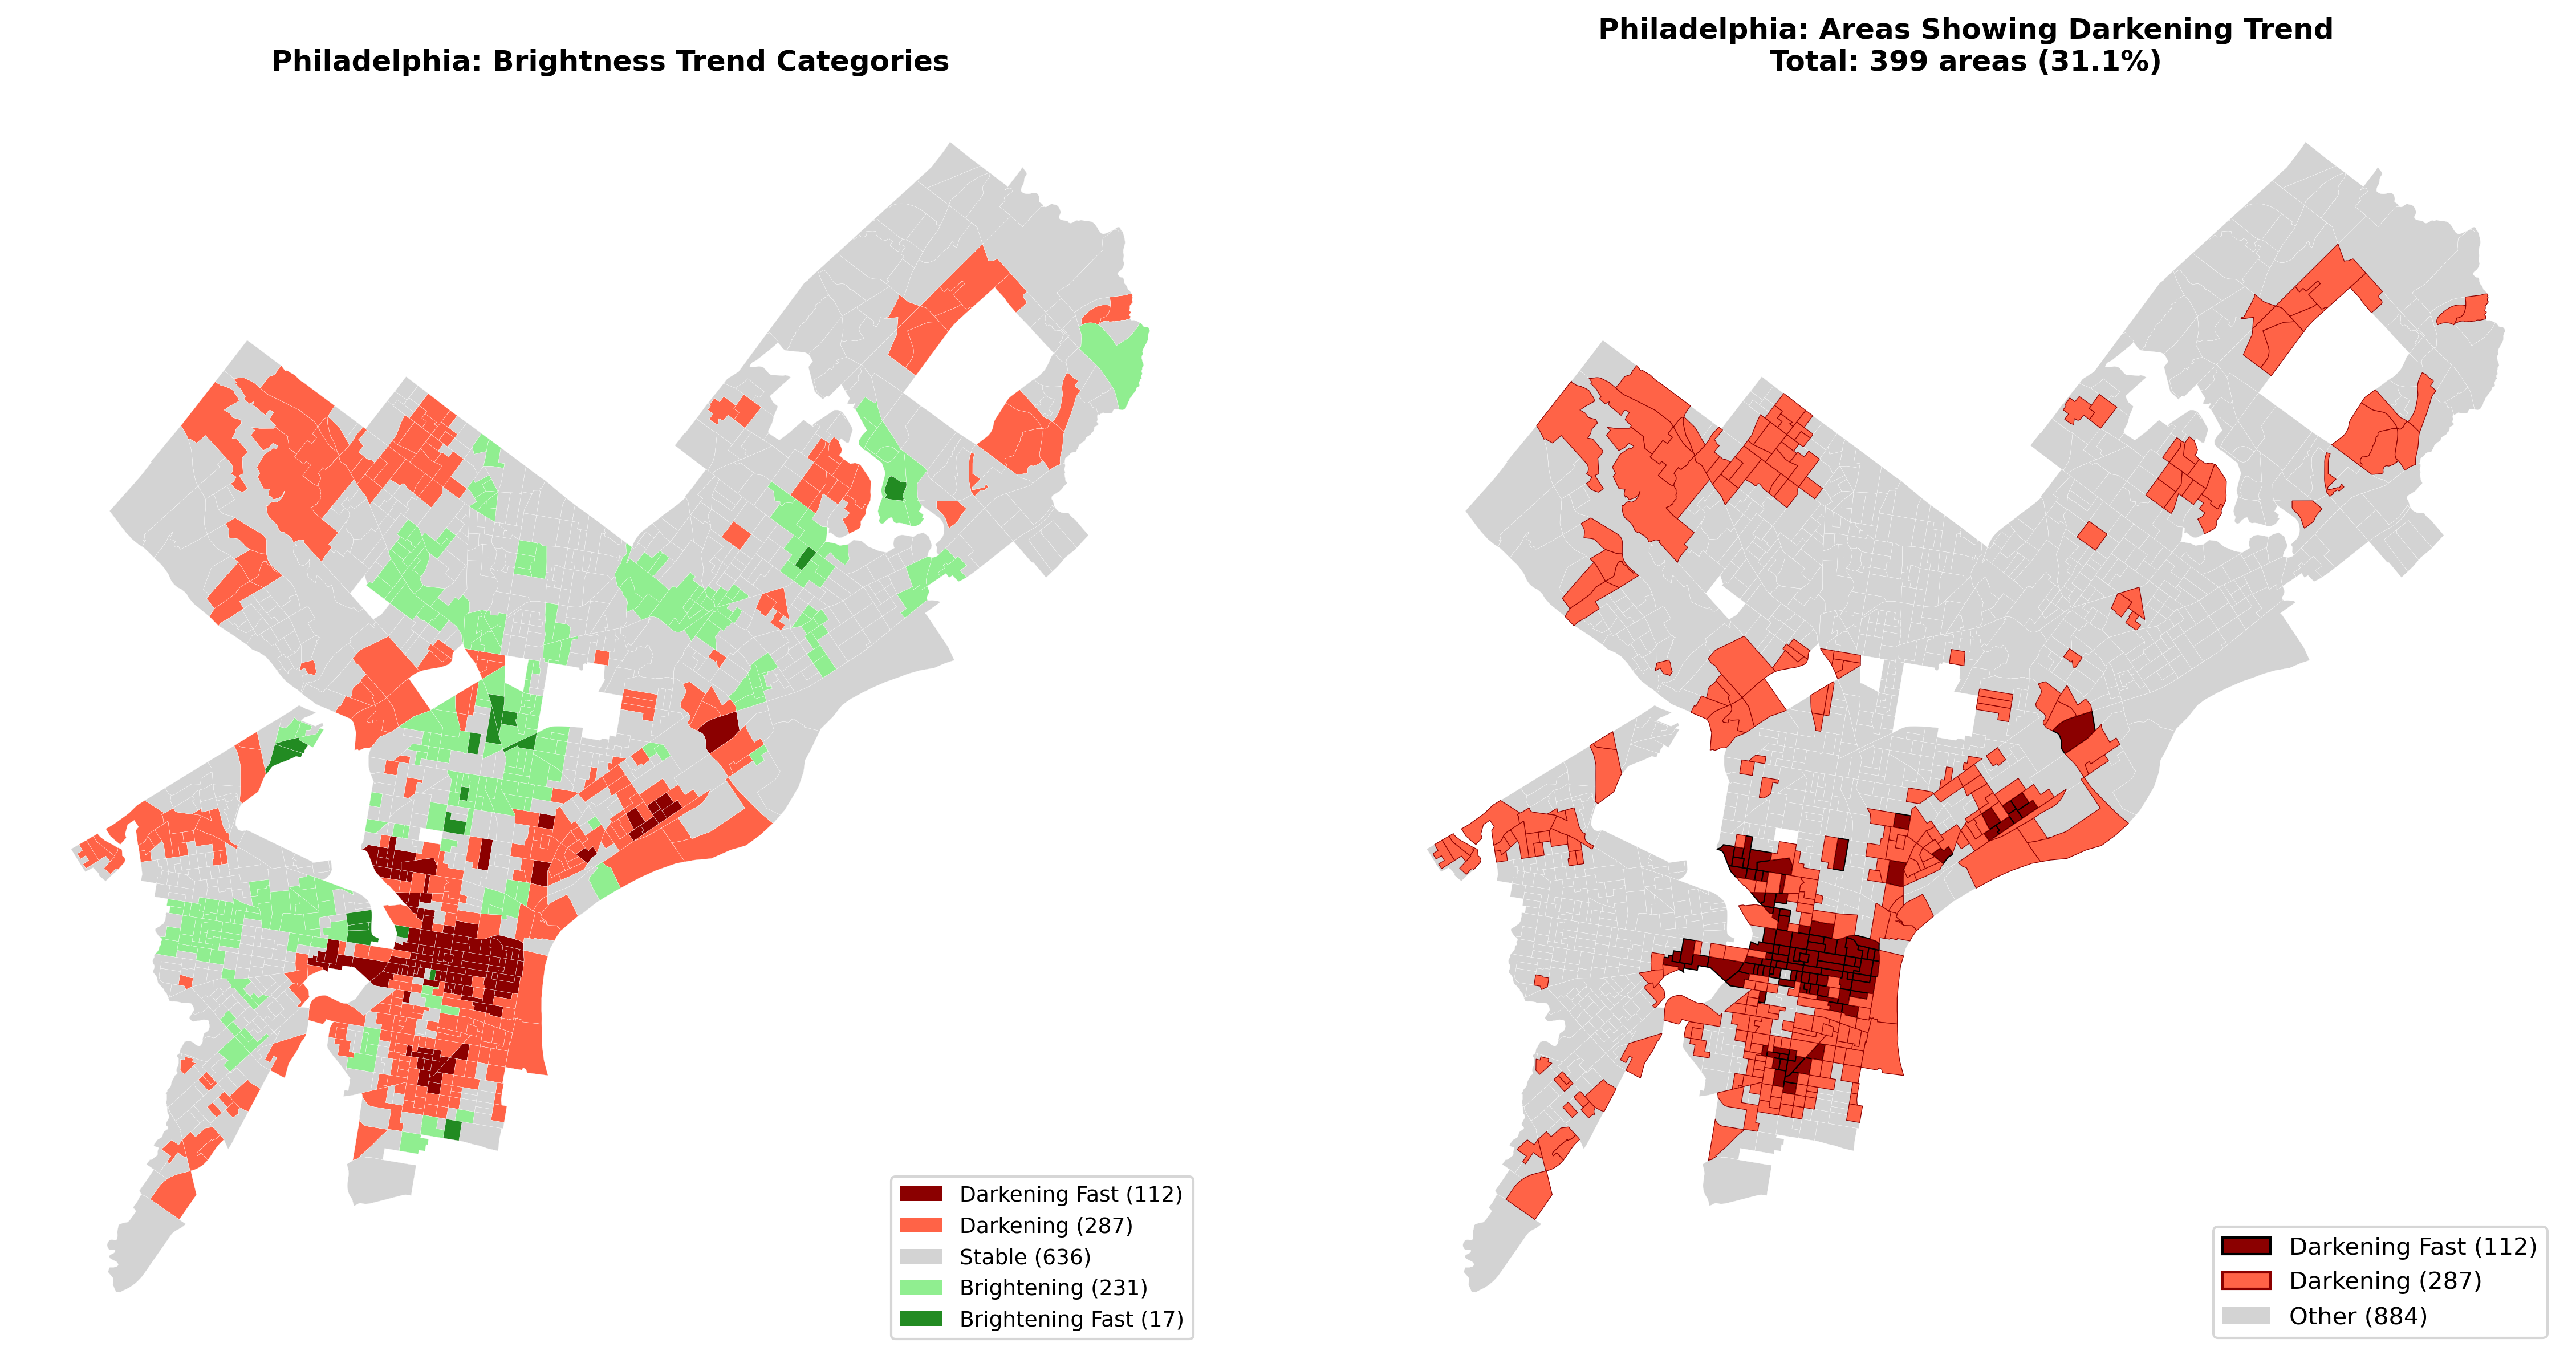 Philadelphia: Brightness Trend Categories
Darkening Fast (112)
Darkening (287)
Stable (636)
Brightening (231)
Brightening Fast (17)
Philadelphia: Areas Showing Darkening Trend
Total: 399 areas (31.1%)
Darkening Fast (112)
Darkening (287)
Other (884)